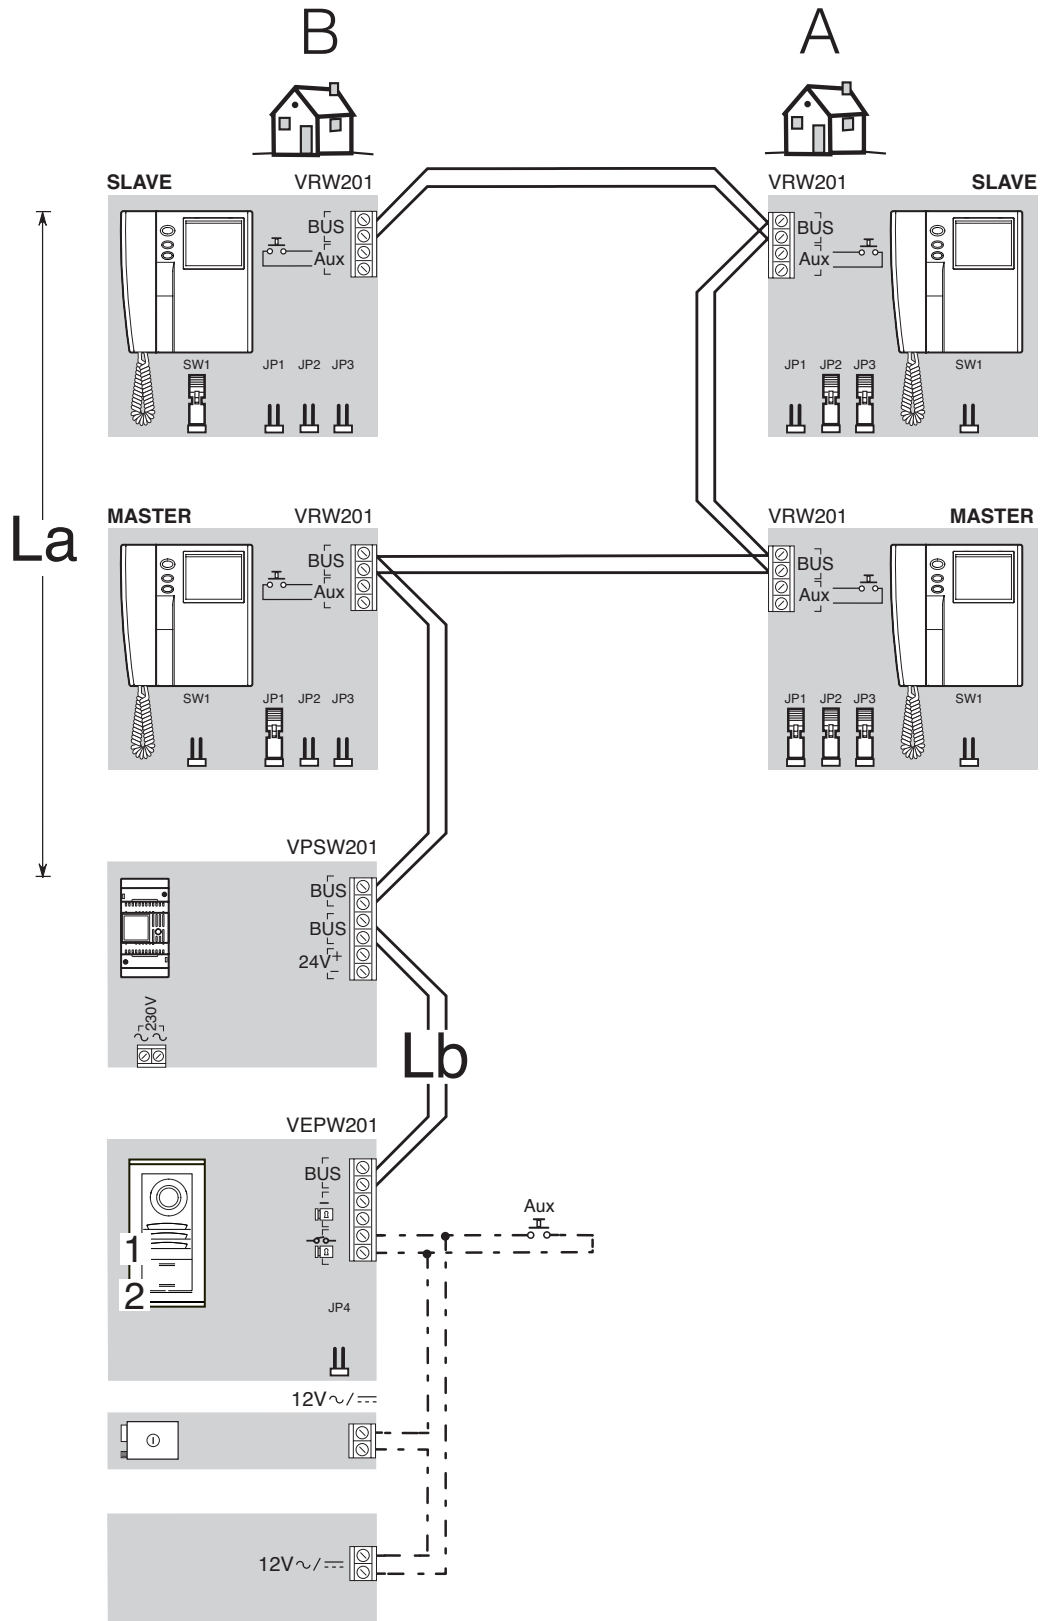 B A
SLAVE VRW201 VRW201 SLAVE
BUS BUS
Aux Aux
SW1 JP1 JP2 JP3 JP1 JP2 JP3 SW1
La
MASTER VRW201 VRW201 MASTER
BUS BUS
Aux Aux
SW1 JP1 JP2 JP3 JP1 JP2 JP3 SW1
VPSW201
BUS
BUS
24V + –
~ 230V ~
Lb
VEPW201
BUS
Aux
1
2
JP4
12V ~/⎓
12V ~/⎓